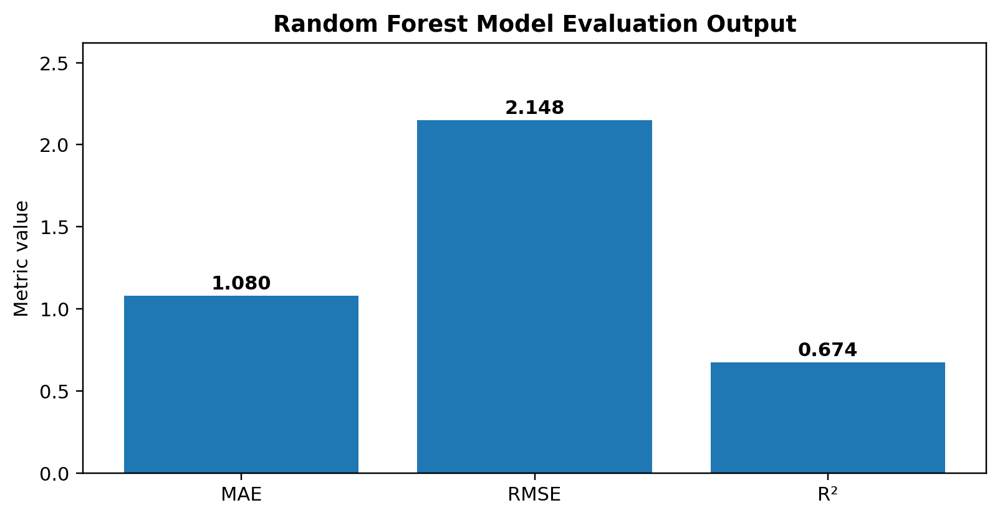 Random Forest Model Evaluation Output
Metric value
2.5
2.0
1.5
1.0
0.5
0.0
1.080
2.148
0.674
MAE
RMSE
R²